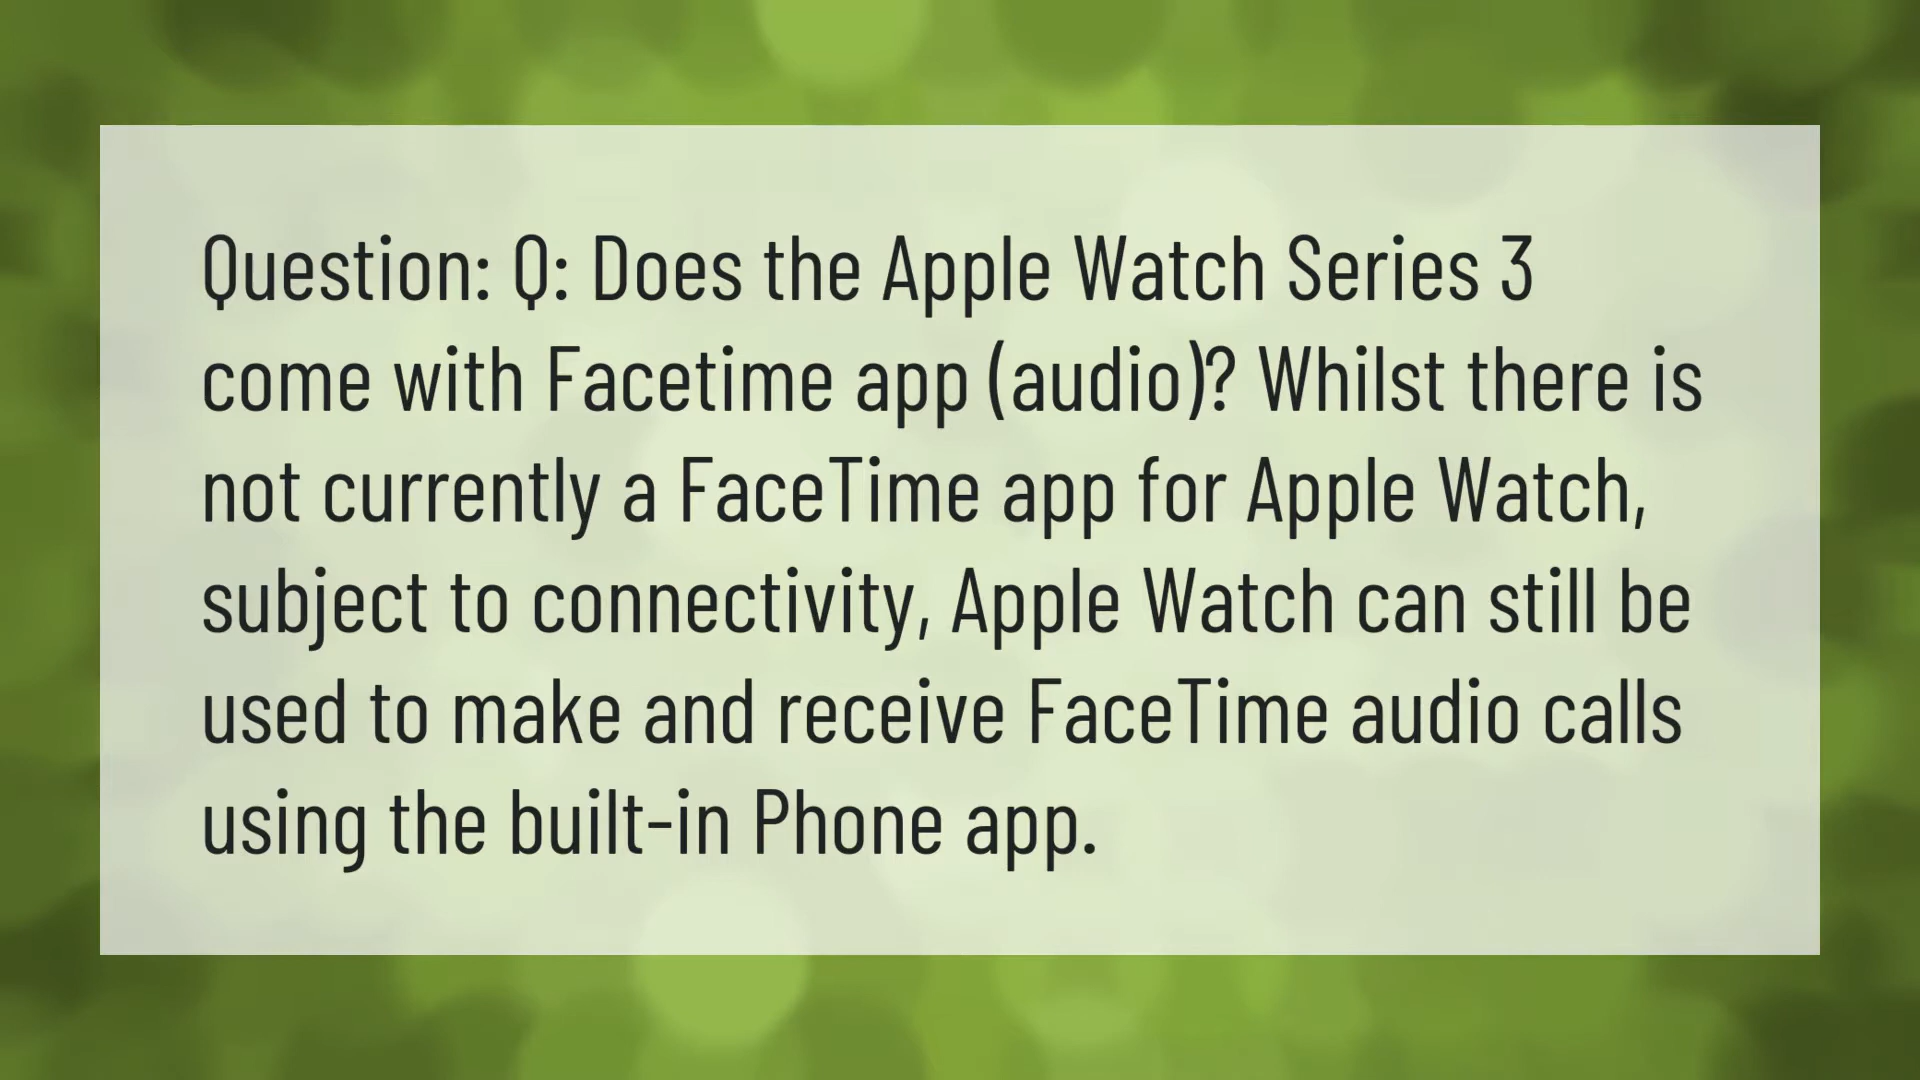 Question: Q: Does the Apple Watch Series 3
come with Facetime app (audio)? Whilst there is
not currently a FaceTime app for Apple Watch,
subject to connectivity, Apple Watch can still be
used to make and receive FaceTime audio calls
using the built-in Phone app.